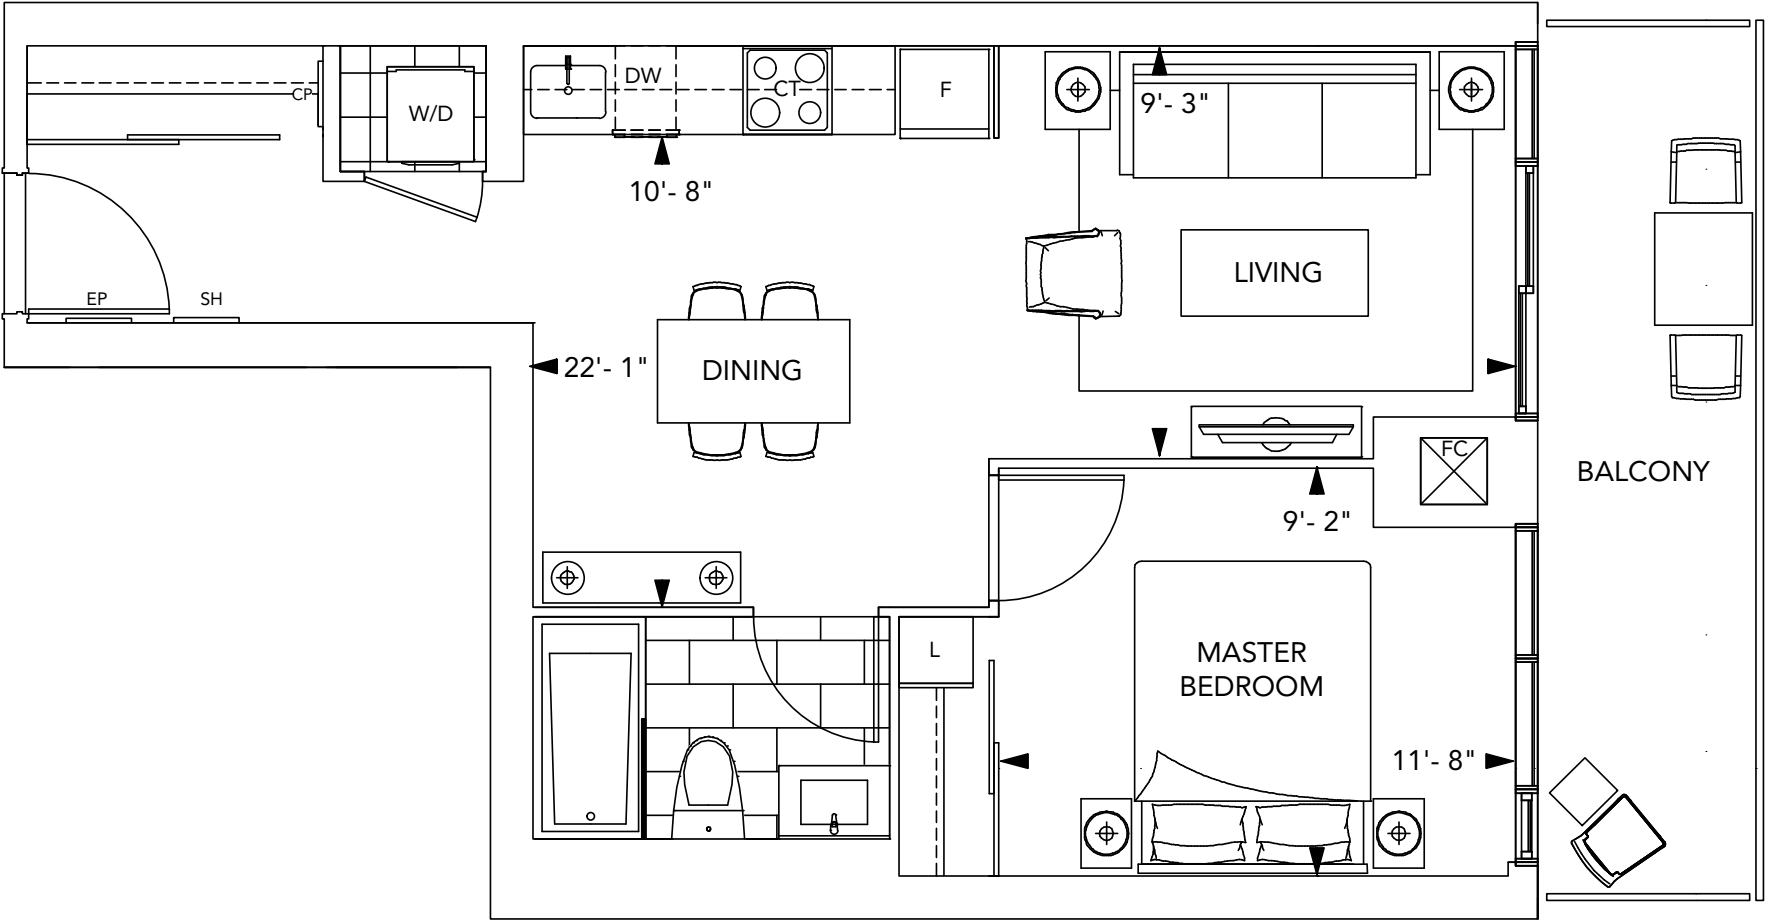 DW
CP
CT
F
W/D
9'- 3"
10'- 8"
LIVING
EP
SH
22'- 1"
DINING
FC
BALCONY
9'- 2"
L
MASTER
BEDROOM
11'- 8"